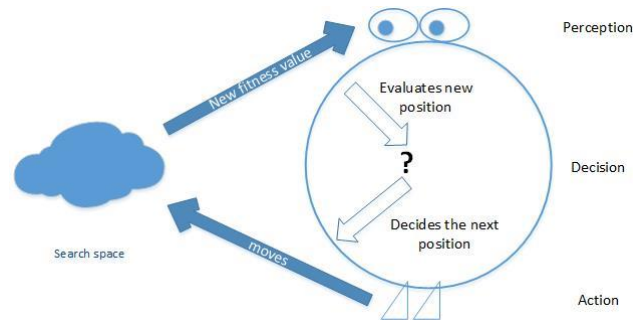 Perception
New fitness value
Evaluates new
position
?
Decision
Decides the next
position
Search space
moves
Action